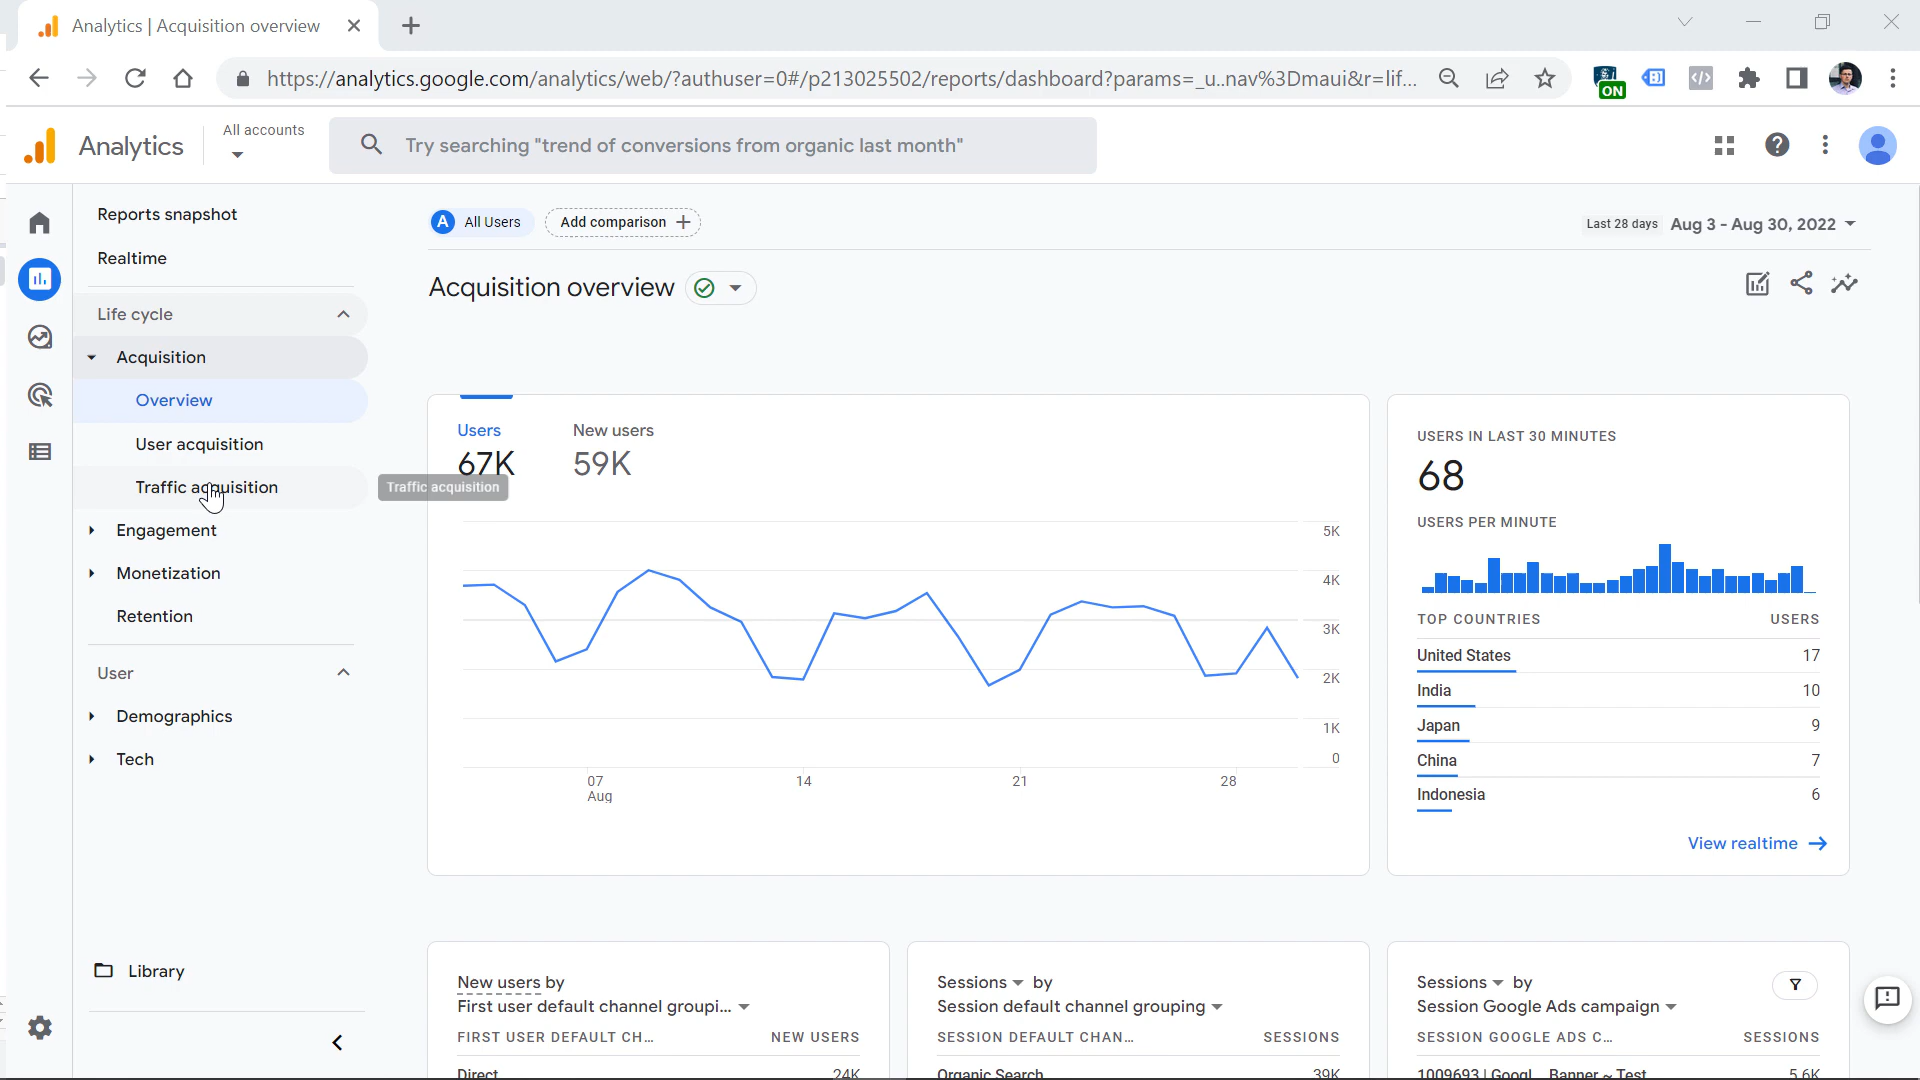 Analytics | Acquisition overview
https://analytics.google.com/analytics/web/?authuser=0#/p213025502/reports/dashboard?params=_u..nav%3Dmaui&r=lif...
ON
Analytics
All accounts
Try searching "trend of conversions from organic last month"
Reports snapshot
Realtime
Life cycle
Acquisition
Overview
User acquisition
Traffic acquisition
Engagement
Monetization
Retention
User
Demographics
Tech
Library
A All Users
Add comparison
Last 28 days Aug 3 - Aug 30, 2022
Acquisition overview
Users
67K
New users
59K
Traffic acquisition
5K
4K
3K
2K
1K
0
07
Aug
14
21
28
USERS IN LAST 30 MINUTES
68
USERS PER MINUTE
TOP COUNTRIES USERS
United States 17
India 10
Japan 9
China 7
Indonesia 6
View realtime
New users by
First user default channel groupi...
FIRST USER DEFAULT CH... NEW USERS
Direct 24K
Sessions by
Session default channel grouping
SESSION DEFAULT CHAN... SESSIONS
Organic Search 39K
Sessions by
Session Google Ads campaign
SESSION GOOGLE ADS C... SESSIONS
1009693 | Googl... Banner ~ Test 5.6K